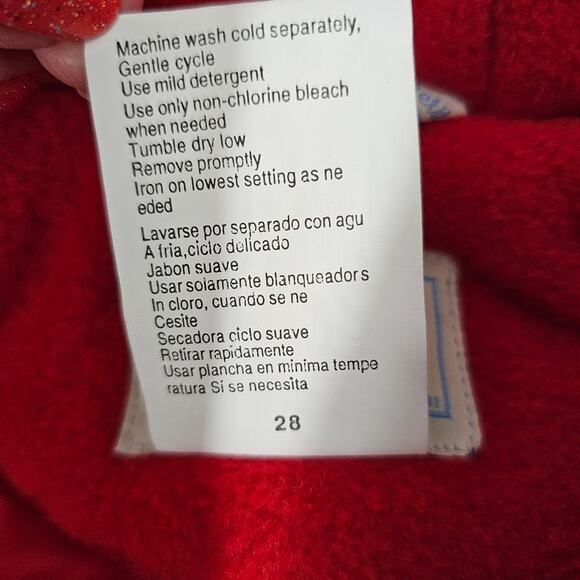 Machine wash cold separately,
Gentle cycle
Use mild detergent
Use only non-chlorine bleach
when needed
Tumble dry low
Remove promptly
Iron on lowest setting as ne
eded
Lavarse por separado con agu
A fria,ciclo delicado
Jabon suave
Usar soiamente blanqueadors
In cloro, cuando se ne
Cesite
Secadora ciclo suave
Retirar rapidamente
Usar plancha en minima tempe
ratura Si se necesita
28